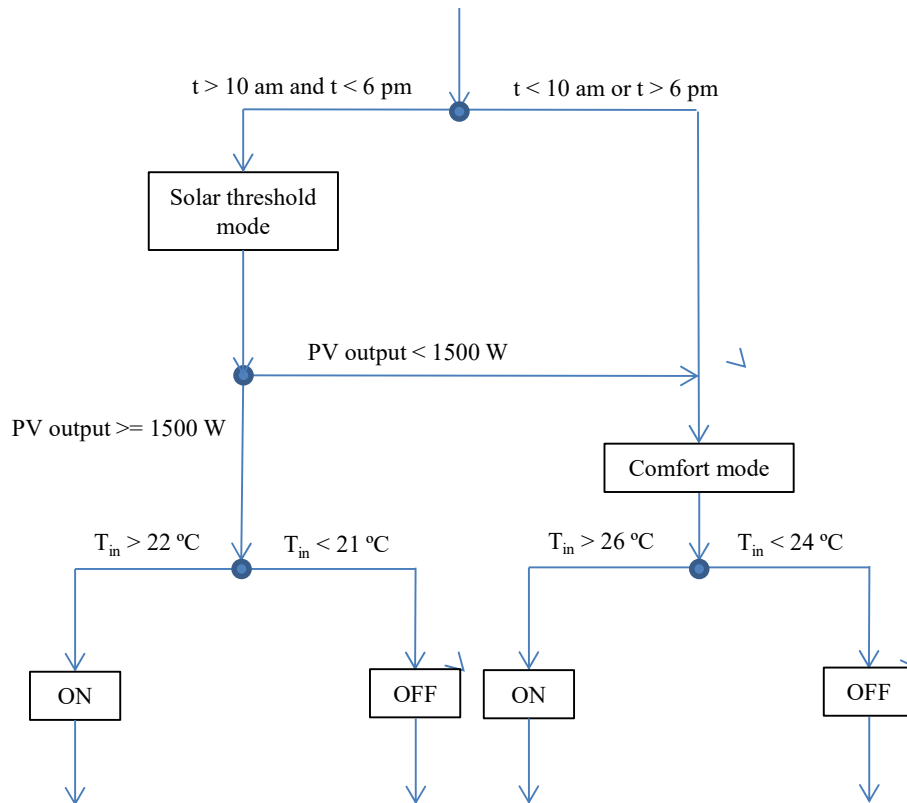 t > 10 am and t < 6 pm
t < 10 am or t > 6 pm
Solar threshold
mode
PV output < 1500 W
PV output >= 1500 W
Comfort mode
T_in > 22 ºC
T_in < 21 ºC
T_in > 26 ºC
T_in < 24 ºC
ON
OFF
ON
OFF